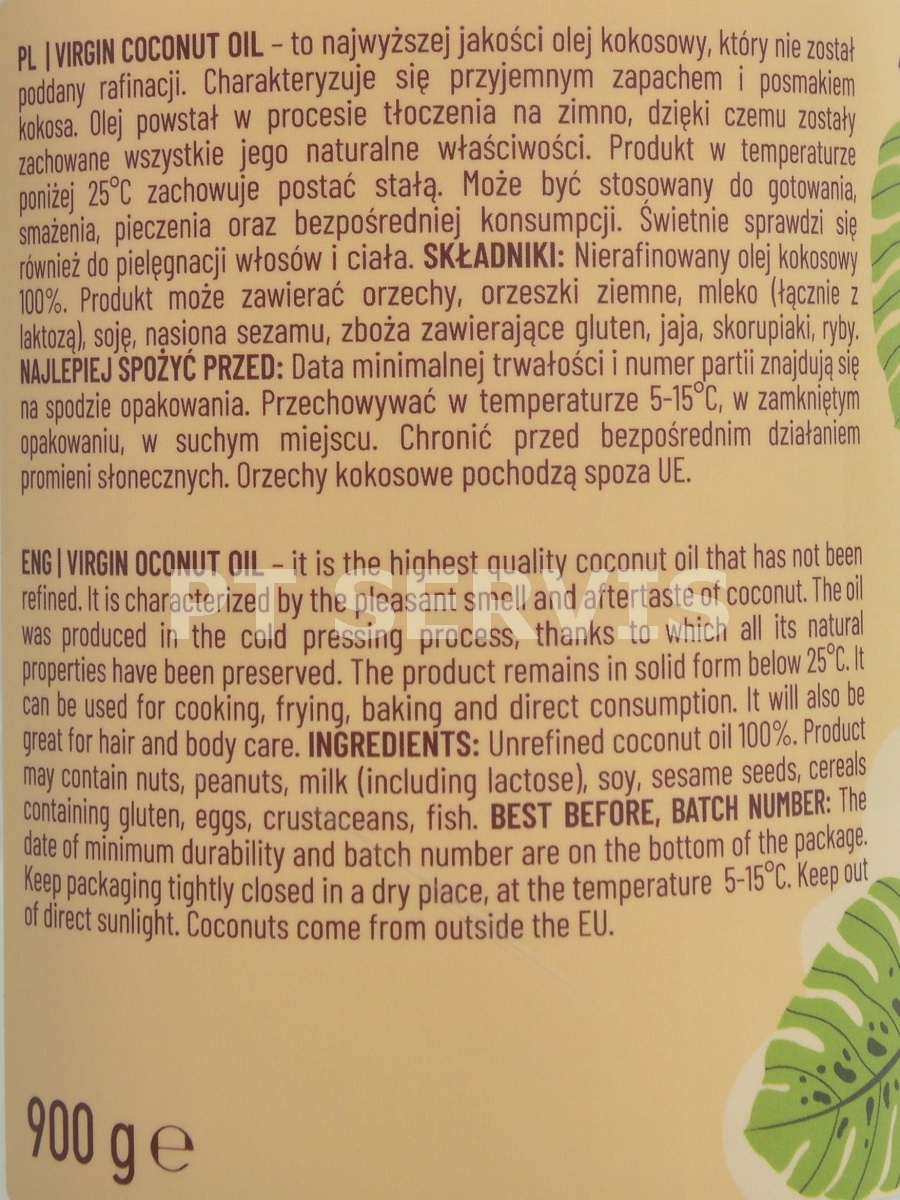 PL | VIRGIN COCONUT OIL – to najwyższej jakości olej kokosowy, który nie został
poddany rafinacji. Charakteryzuje się przyjemnym zapachem i posmakiem
kokosa. Olej powstał w procesie tłoczenia na zimno, dzięki czemu zostały
zachowane wszystkie jego naturalne właściwości. Produkt w temperaturze
poniżej 25°C zachowuje postać stałą. Może być stosowany do gotowania,
smażenia, pieczenia oraz bezpośredniej konsumpcji. Świetnie sprawdzi się
również do pielęgnacji włosów i ciała. SKŁADNIKI: Nierafinowany olej kokosowy
100%. Produkt może zawierać orzechy, orzeszki ziemne, mleko (łącznie z
laktozą), soję, nasiona sezamu, zboża zawierające gluten, jaja, skorupiaki, ryby.
NAJLEPIEJ SPOŻYĆ PRZED: Data minimalnej trwałości i numer partii znajdują się
na spodzie opakowania. Przechowywać w temperaturze 5-15°C, w zamkniętym
opakowaniu, w suchym miejscu. Chronić przed bezpośrednim działaniem
promieni słonecznych. Orzechy kokosowe pochodzą spoza UE.
ENG | VIRGIN OCONUT OIL – it is the highest quality coconut oil that has not been
refined. It is characterized by the pleasant smell and aftertaste of coconut. The oil
PT SERVIS
was produced in the cold pressing process, thanks to which all its natural
properties have been preserved. The product remains in solid form below 25°C. It
can be used for cooking, frying, baking and direct consumption. It will also be
great for hair and body care. INGREDIENTS: Unrefined coconut oil 100%. Product
may contain nuts, peanuts, milk (including lactose), soy, sesame seeds, cereals
containing gluten, eggs, crustaceans, fish. BEST BEFORE, BATCH NUMBER: The
date of minimum durability and batch number are on the bottom of the package.
Keep packaging tightly closed in a dry place, at the temperature 5-15°C. Keep out
of direct sunlight. Coconuts come from outside the EU.
900 g ℮